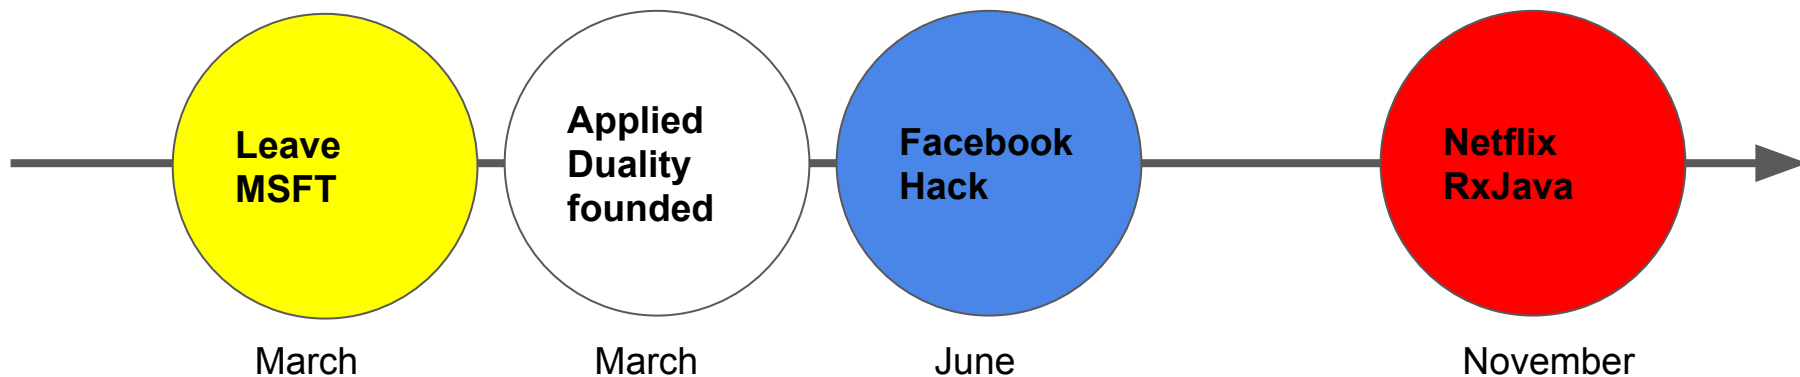 Leave
MSFT
Applied
Duality
founded
Facebook
Hack
Netflix
RxJava
March
March
June
November